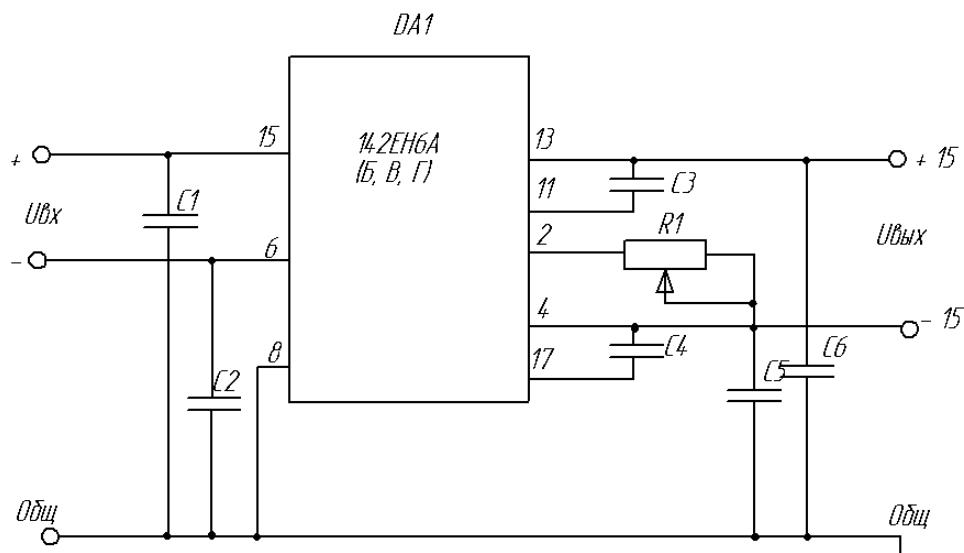 DA1
142ЕН6А
(Б, В, Г)
15
13
+
+ 15
С1
11
С3
Uвх
2
R1
Uвых
-
6
4
- 15
8
17
С4
С2
С5
С6
Общ
Общ